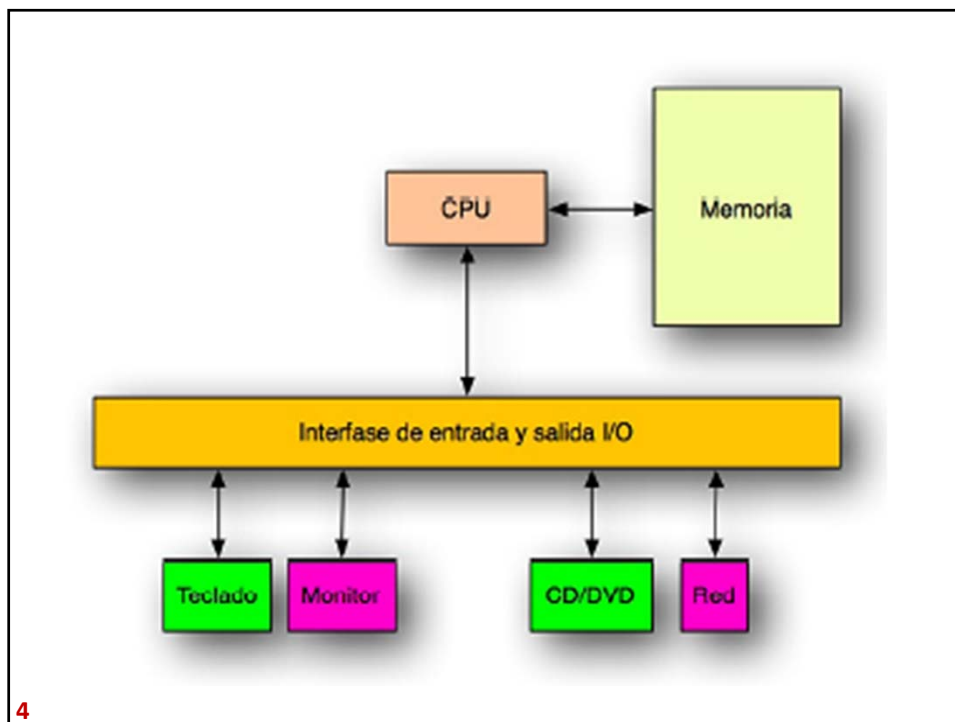 CPU
Memoria
Interfase de entrada y salida I/O
Teclado
Monitor
CD/DVD
Red
4